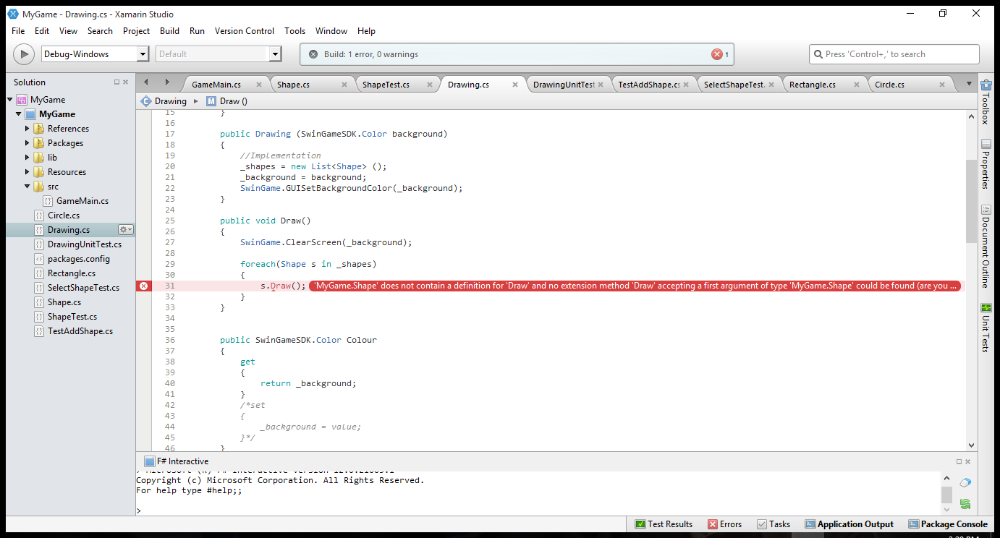 MyGame - Drawing.cs - Xamarin Studio
File Edit View Search Project Build Run Version Control Tools Window Help
Debug-Windows Default Build: 1 error, 0 warnings 1 Press 'Control+,' to search
Solution
MyGame
MyGame
References
Packages
lib
Resources
src
GameMain.cs
Circle.cs
Drawing.cs
DrawingUnitTest.cs
packages.config
Rectangle.cs
SelectShapeTest.cs
Shape.cs
ShapeTest.cs
TestAddShape.cs
GameMain.cs Shape.cs ShapeTest.cs Drawing.cs DrawingUnitTest TestAddShape.cs SelectShapeTest. Rectangle.cs Circle.cs
Drawing Draw ()
15 }
16
17 public Drawing (SwinGameSDK.Color background)
18 {
19 //Implementation
20 _shapes = new List<Shape> ();
21 _background = background;
22 SwinGame.GUISetBackgroundColor(_background);
23 }
24
25 public void Draw()
26 {
27 SwinGame.ClearScreen(_background);
28
29 foreach(Shape s in _shapes)
30 {
31 s.Draw(); 'MyGame.Shape' does not contain a definition for 'Draw' and no extension method 'Draw' accepting a first argument of type 'MyGame.Shape' could be found (are you ...
32 }
33 }
34
35
36 public SwinGameSDK.Color Colour
37 {
38 get
39 {
40 return _background;
41 }
42 /*set
43 {
44 _background = value;
45 }*/
46 }
Toolbox
Properties
Document Outline
Unit Tests
F# Interactive
Copyright (c) Microsoft Corporation. All Rights Reserved.
For help type #help;;
>
Test Results Errors Tasks Application Output Package Console